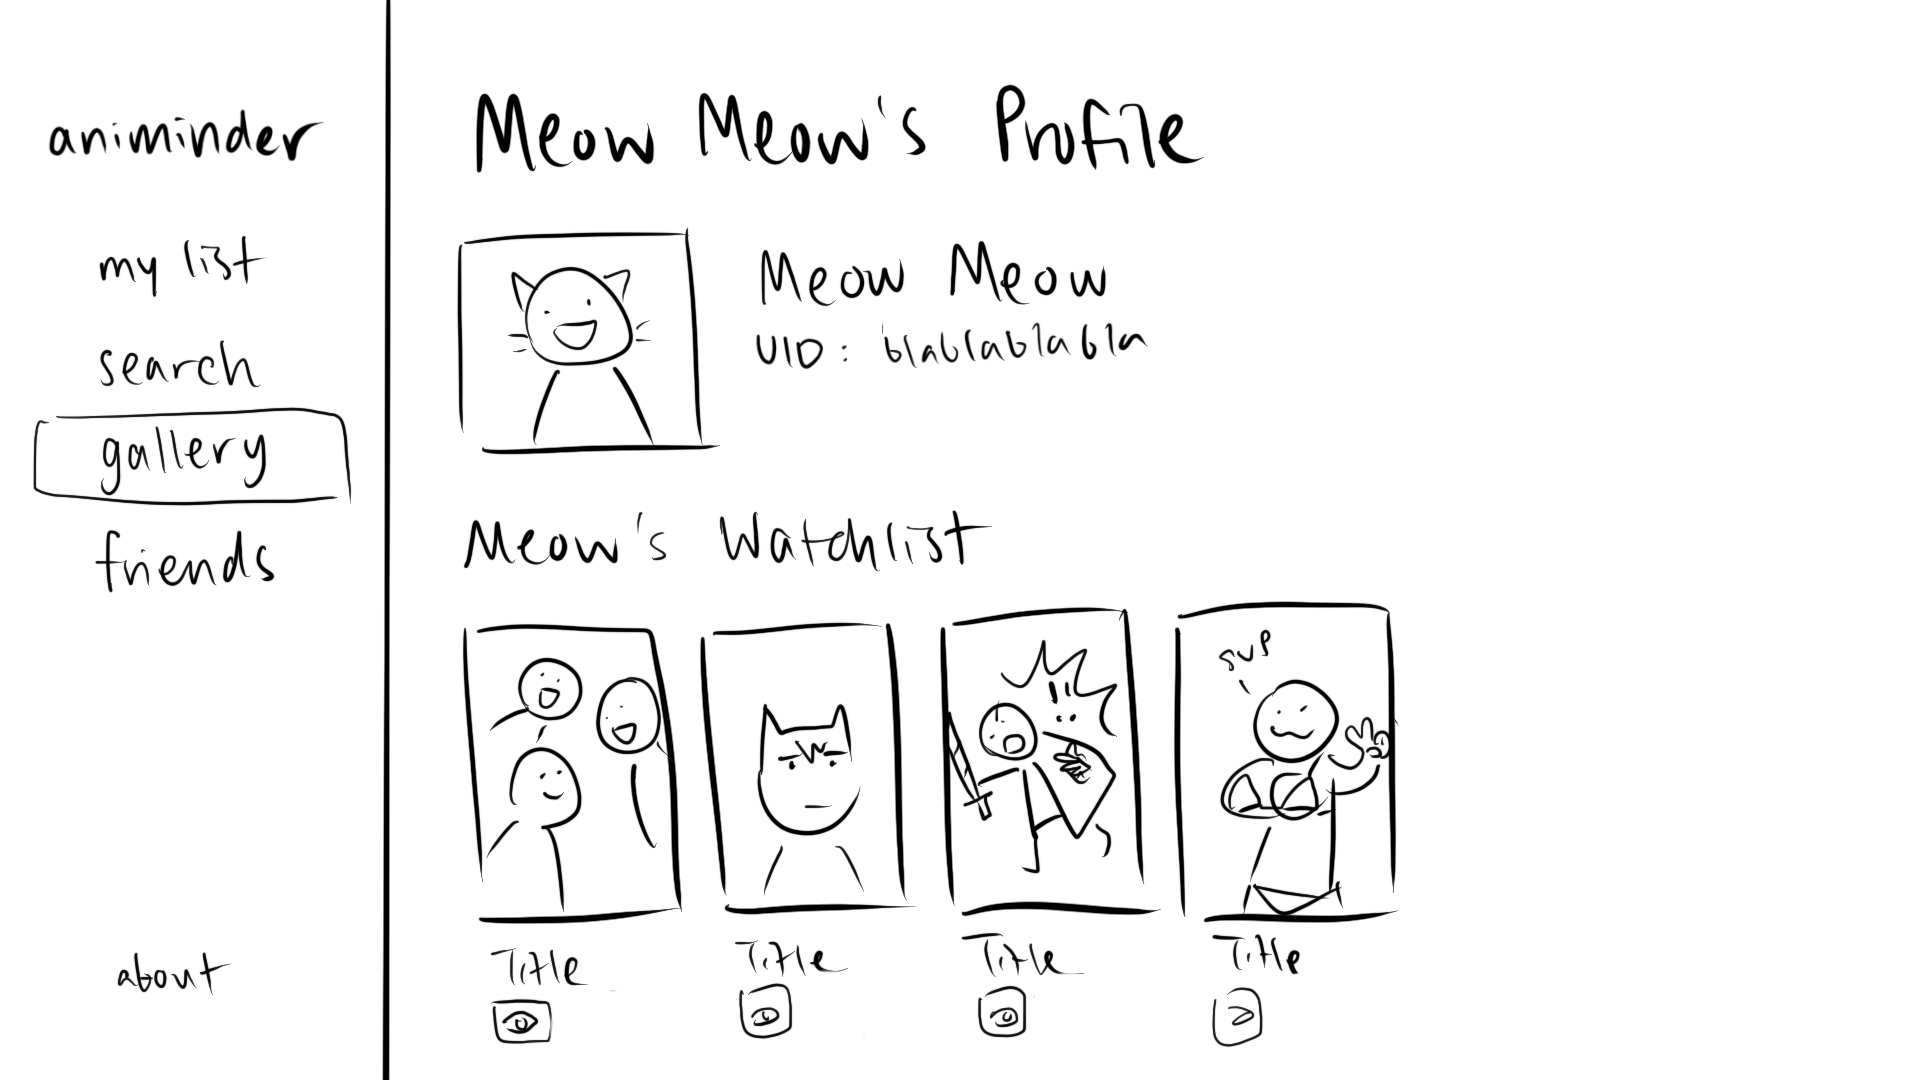 animinder
my list
search
gallery
friends
about
Meow Meow's Profile
Meow Meow
UID: blablablabla
Meow's Watchlist
!!
sup
Title
Title
Title
Title